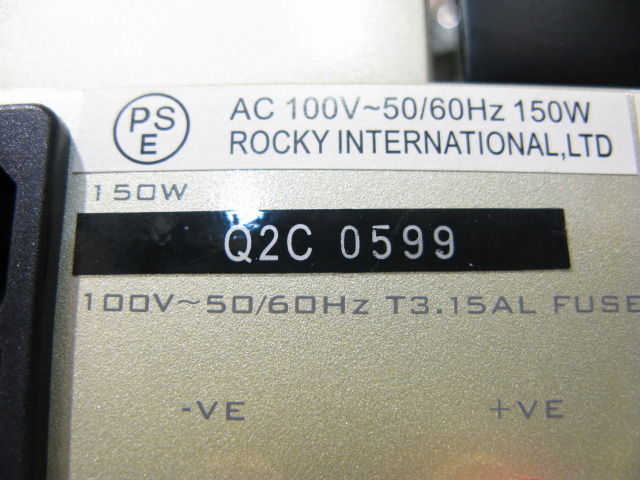 PS
E
AC 100V~50/60Hz 150W
ROCKY INTERNATIONAL,LTD
150W
Q2C 0599
100V~50/60Hz T3.15AL FUSE
-VE +VE